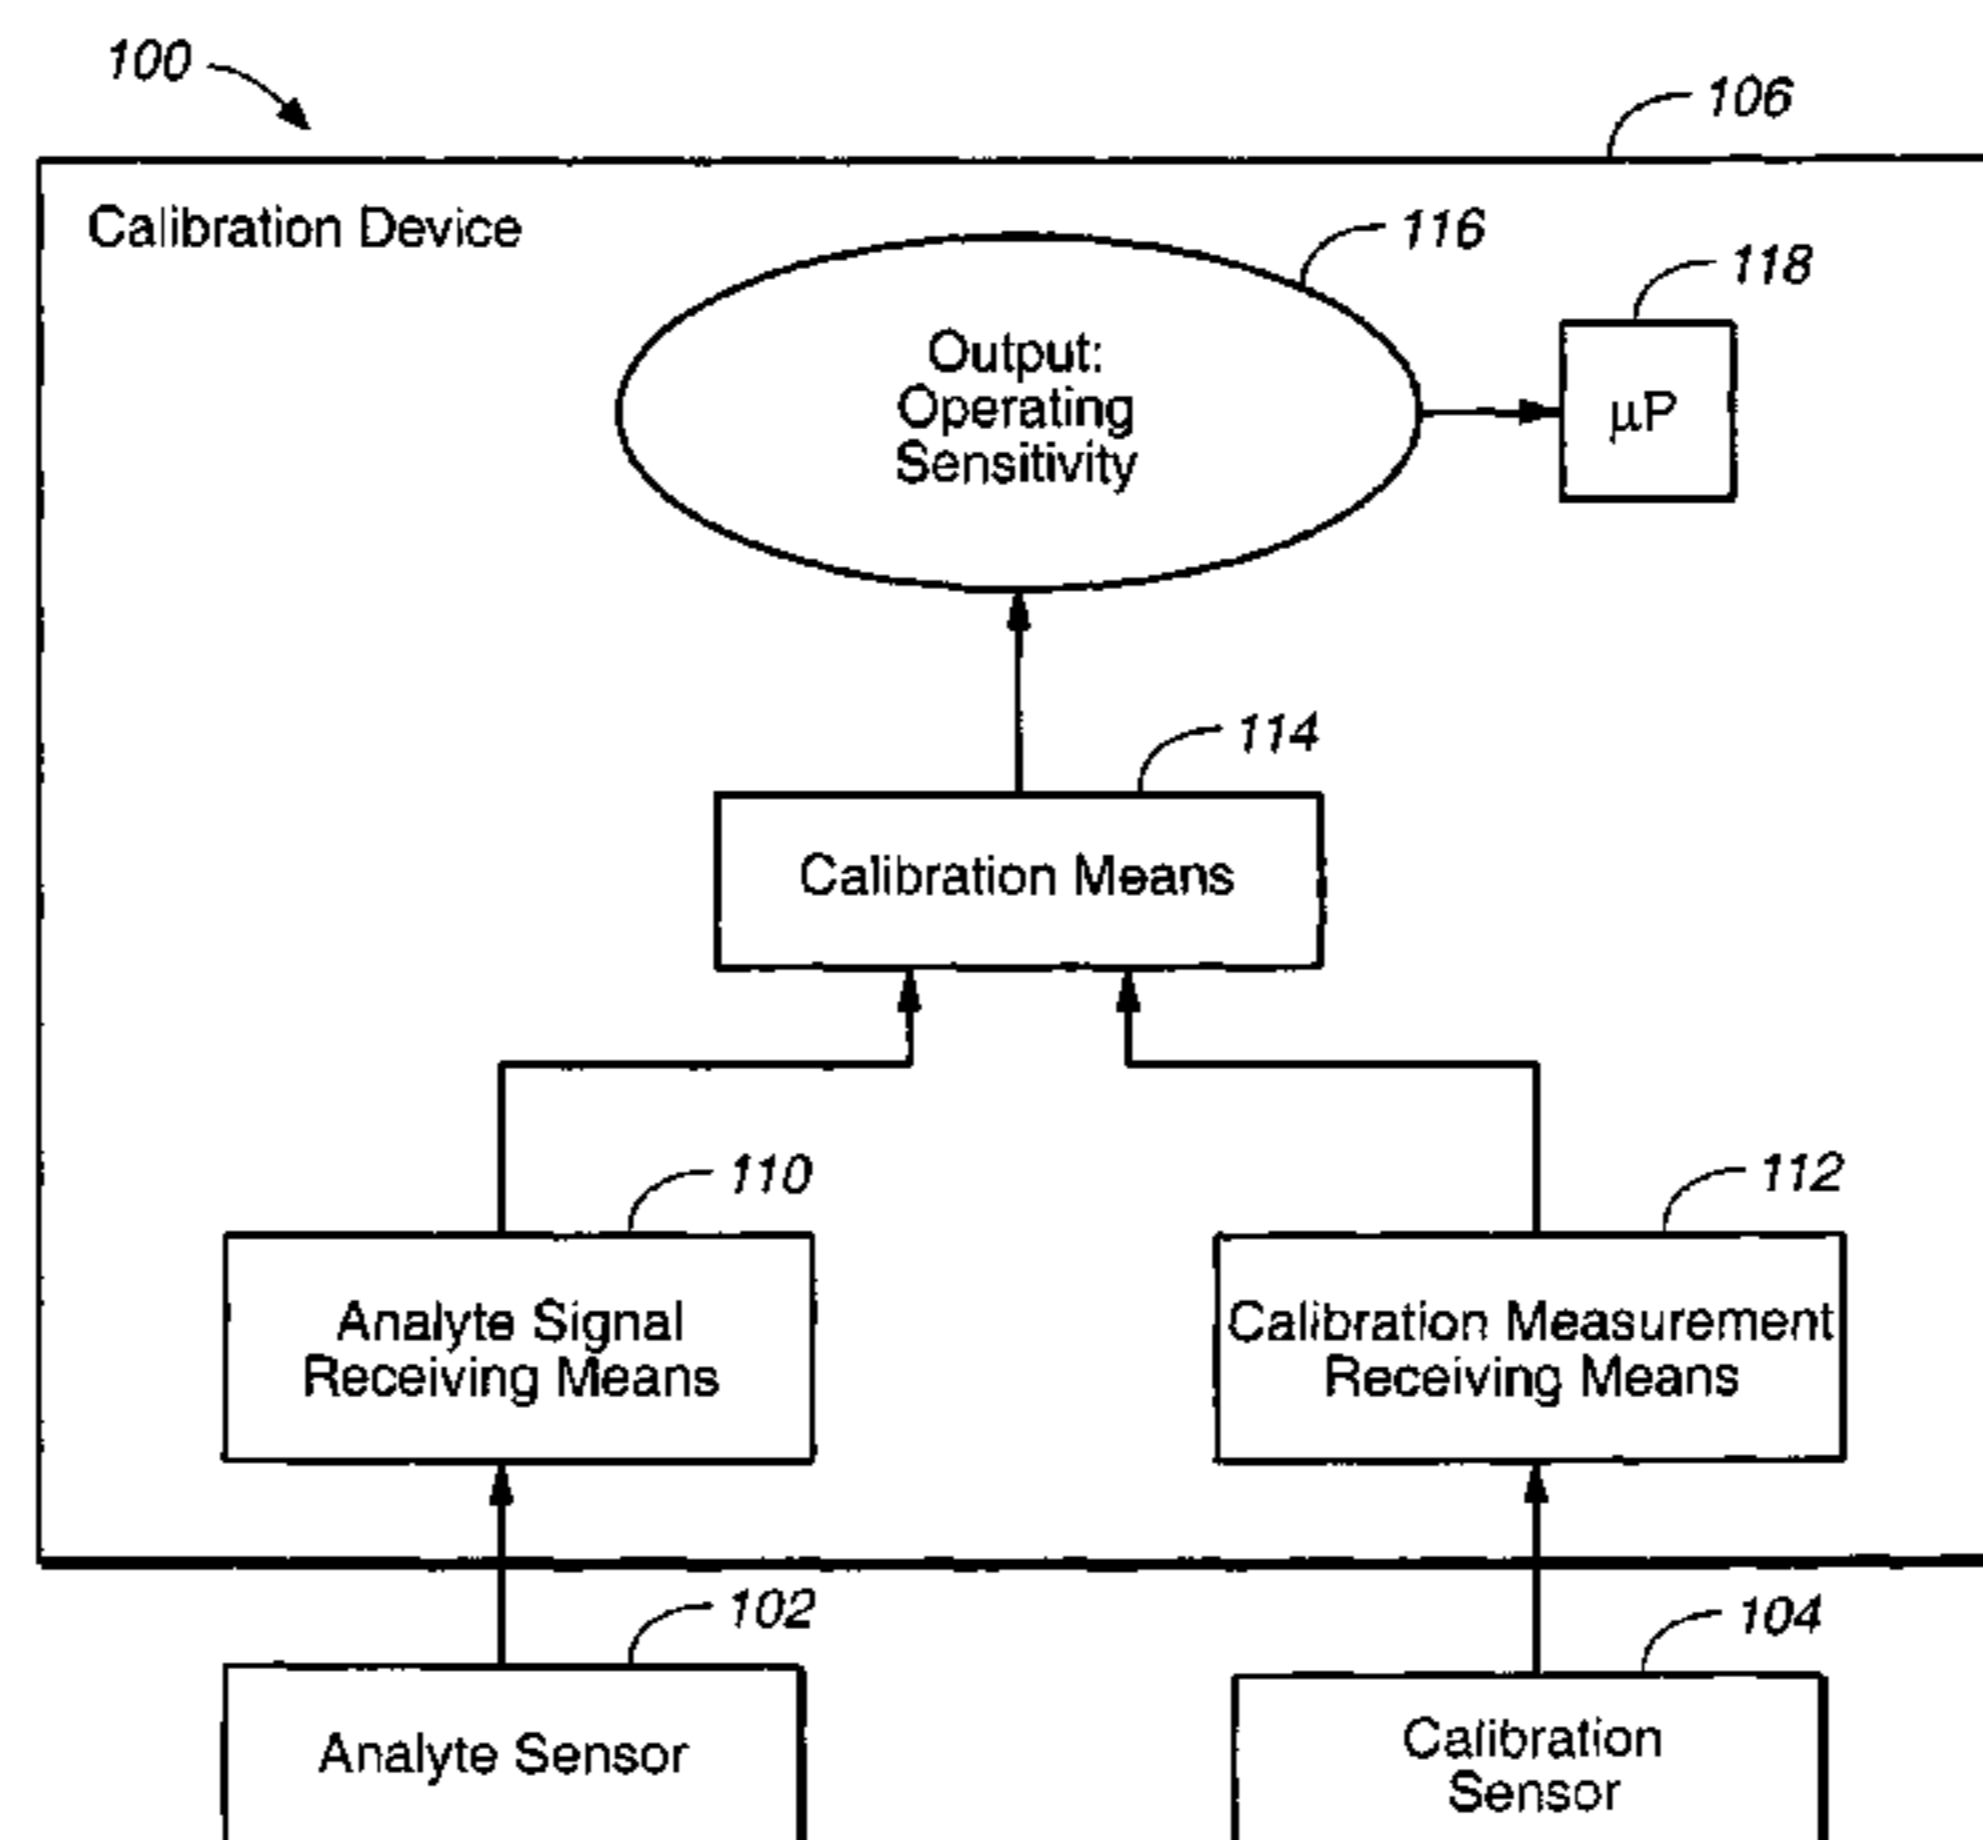 100
106
Calibration Device
116
118
Output:
Operating
Sensitivity
μP
114
Calibration Means
110
112
Analyte Signal
Receiving Means
Calibration Measurement
Receiving Means
102
104
Analyte Sensor
Calibration
Sensor